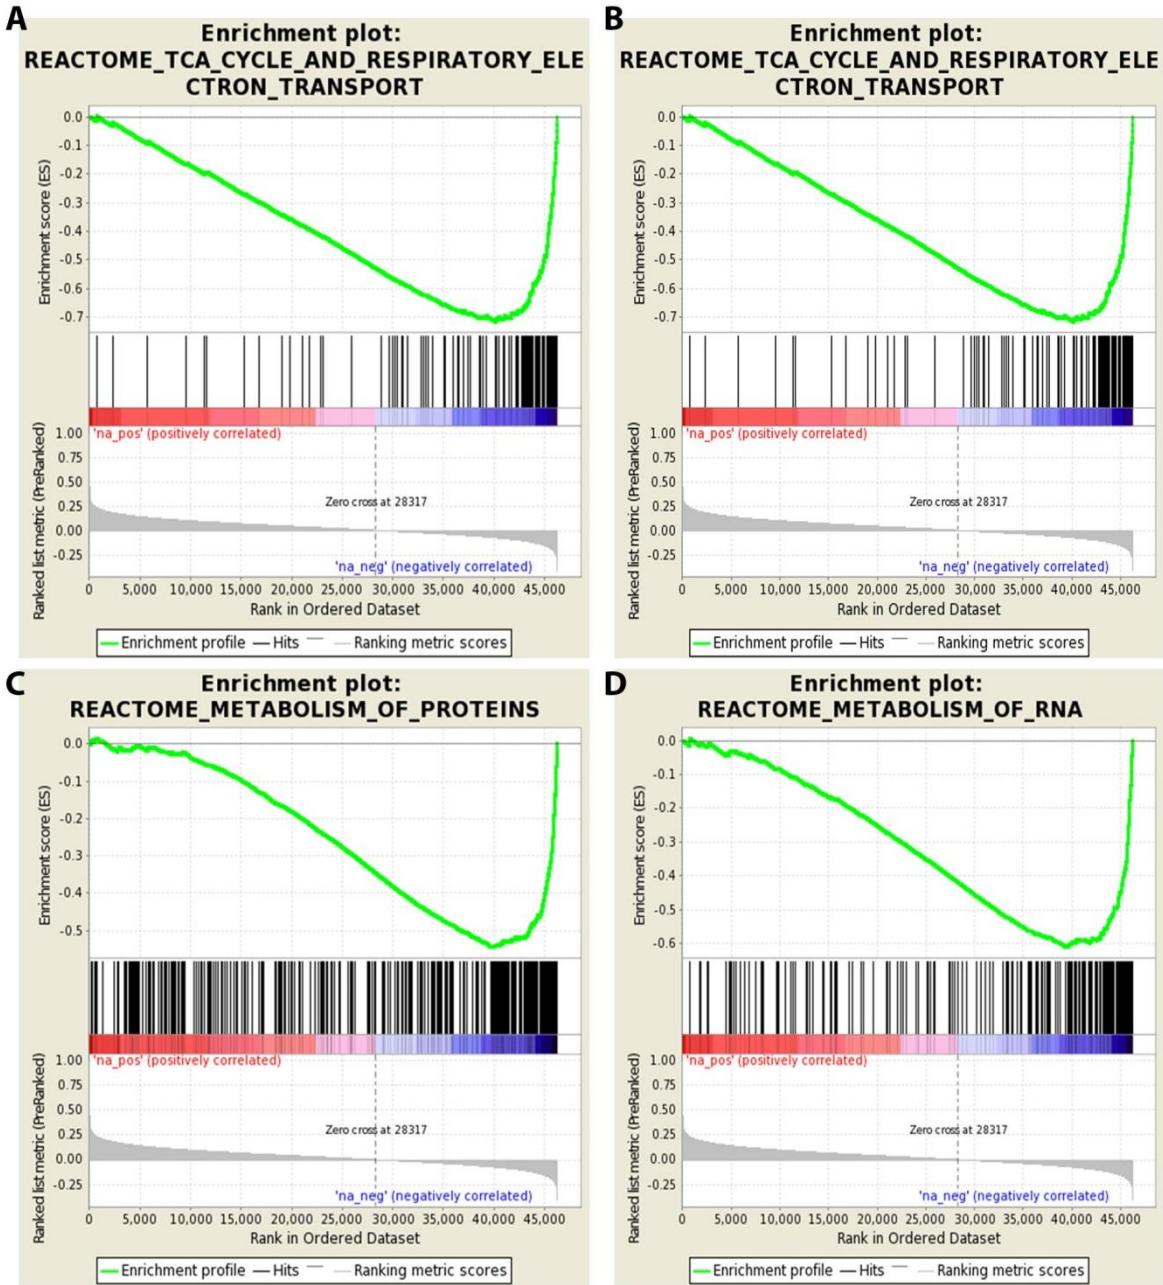 A
Enrichment plot:
REACTOME_TCA_CYCLE_AND_RESPIRATORY_ELE
CTRON_TRANSPORT
Enrichment score (ES)
0.0
-0.1
-0.2
-0.3
-0.4
-0.5
-0.6
-0.7
'na_pos' (positively correlated)
Ranked list metric (PreRanked)
1.00
0.75
0.50
0.25
0.00
-0.25
Zero cross at 28317
'na_neg' (negatively correlated)
0 5,000 10,000 15,000 20,000 25,000 30,000 35,000 40,000 45,000
Rank in Ordered Dataset
Enrichment profile Hits Ranking metric scores
B
Enrichment plot:
REACTOME_TCA_CYCLE_AND_RESPIRATORY_ELE
CTRON_TRANSPORT
Enrichment score (ES)
0.0
-0.1
-0.2
-0.3
-0.4
-0.5
-0.6
-0.7
'na_pos' (positively correlated)
Ranked list metric (PreRanked)
1.00
0.75
0.50
0.25
0.00
-0.25
Zero cross at 28317
'na_neg' (negatively correlated)
0 5,000 10,000 15,000 20,000 25,000 30,000 35,000 40,000 45,000
Rank in Ordered Dataset
Enrichment profile Hits Ranking metric scores
C
Enrichment plot:
REACTOME_METABOLISM_OF_PROTEINS
Enrichment score (ES)
0.0
-0.1
-0.2
-0.3
-0.4
-0.5
'na_pos' (positively correlated)
Ranked list metric (PreRanked)
1.00
0.75
0.50
0.25
0.00
-0.25
Zero cross at 28317
'na_neg' (negatively correlated)
0 5,000 10,000 15,000 20,000 25,000 30,000 35,000 40,000 45,000
Rank in Ordered Dataset
Enrichment profile Hits Ranking metric scores
D
Enrichment plot:
REACTOME_METABOLISM_OF_RNA
Enrichment score (ES)
0.0
-0.1
-0.2
-0.3
-0.4
-0.5
-0.6
'na_pos' (positively correlated)
Ranked list metric (PreRanked)
1.00
0.75
0.50
0.25
0.00
-0.25
Zero cross at 28317
'na_neg' (negatively correlated)
0 5,000 10,000 15,000 20,000 25,000 30,000 35,000 40,000 45,000
Rank in Ordered Dataset
Enrichment profile Hits Ranking metric scores